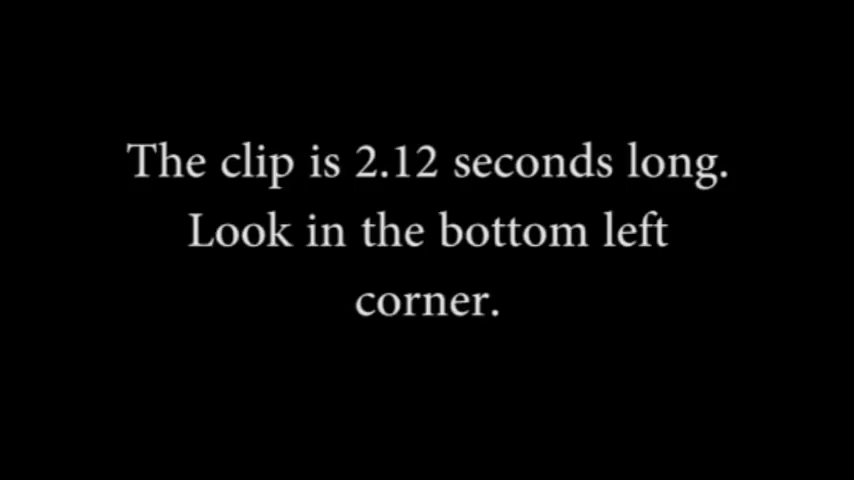 The clip is 2.12 seconds long.
Look in the bottom left
corner.